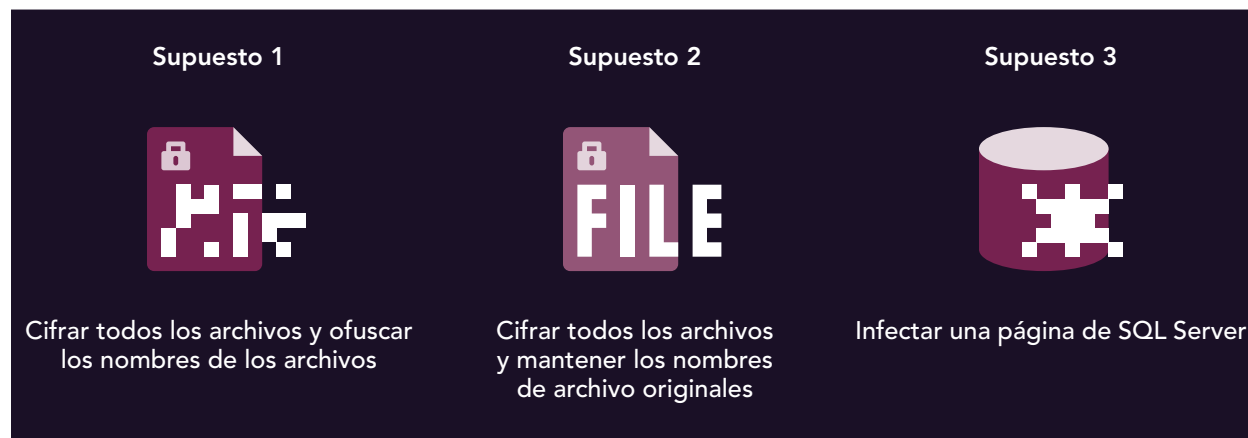 Supuesto 1
Supuesto 2
Supuesto 3
FILE
Cifrar todos los archivos y ofuscar
los nombres de los archivos
Cifrar todos los archivos
y mantener los nombres
de archivo originales
Infectar una página de SQL Server